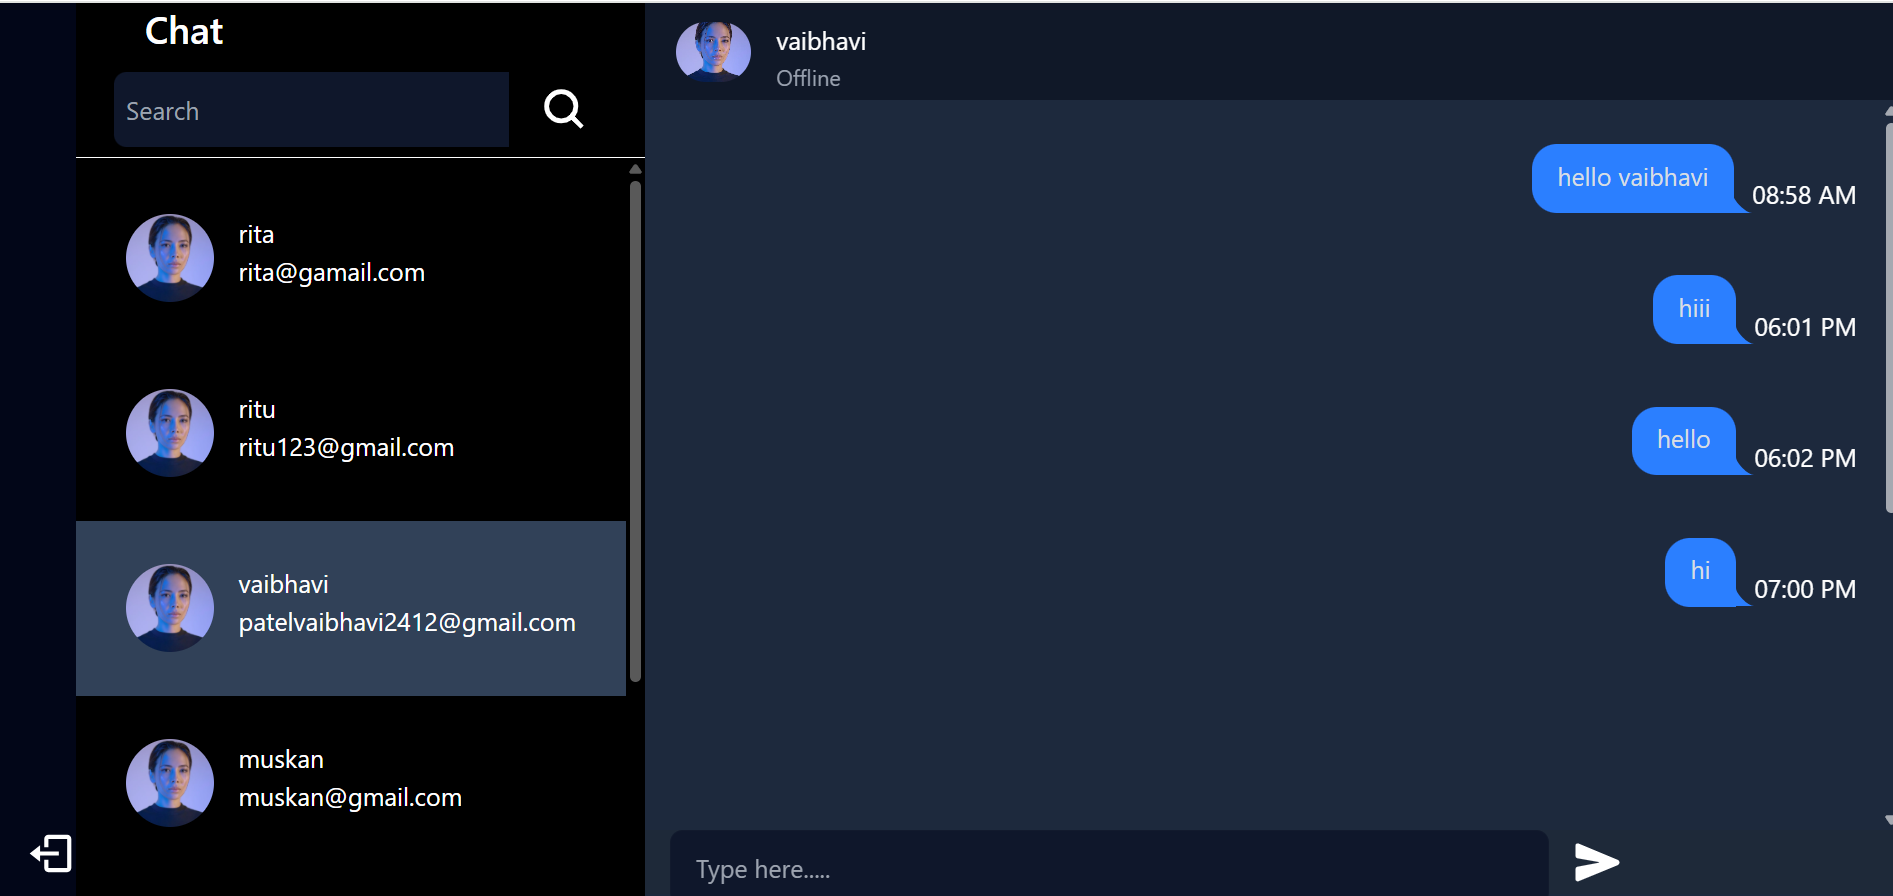 Chat
Search
rita
rita@gamail.com
ritu
ritu123@gmail.com
vaibhavi
patelvaibhavi2412@gmail.com
muskan
muskan@gmail.com
vaibhavi
Offline
hello vaibhavi
08:58 AM
hiii
06:01 PM
hello
06:02 PM
hi
07:00 PM
Type here.....